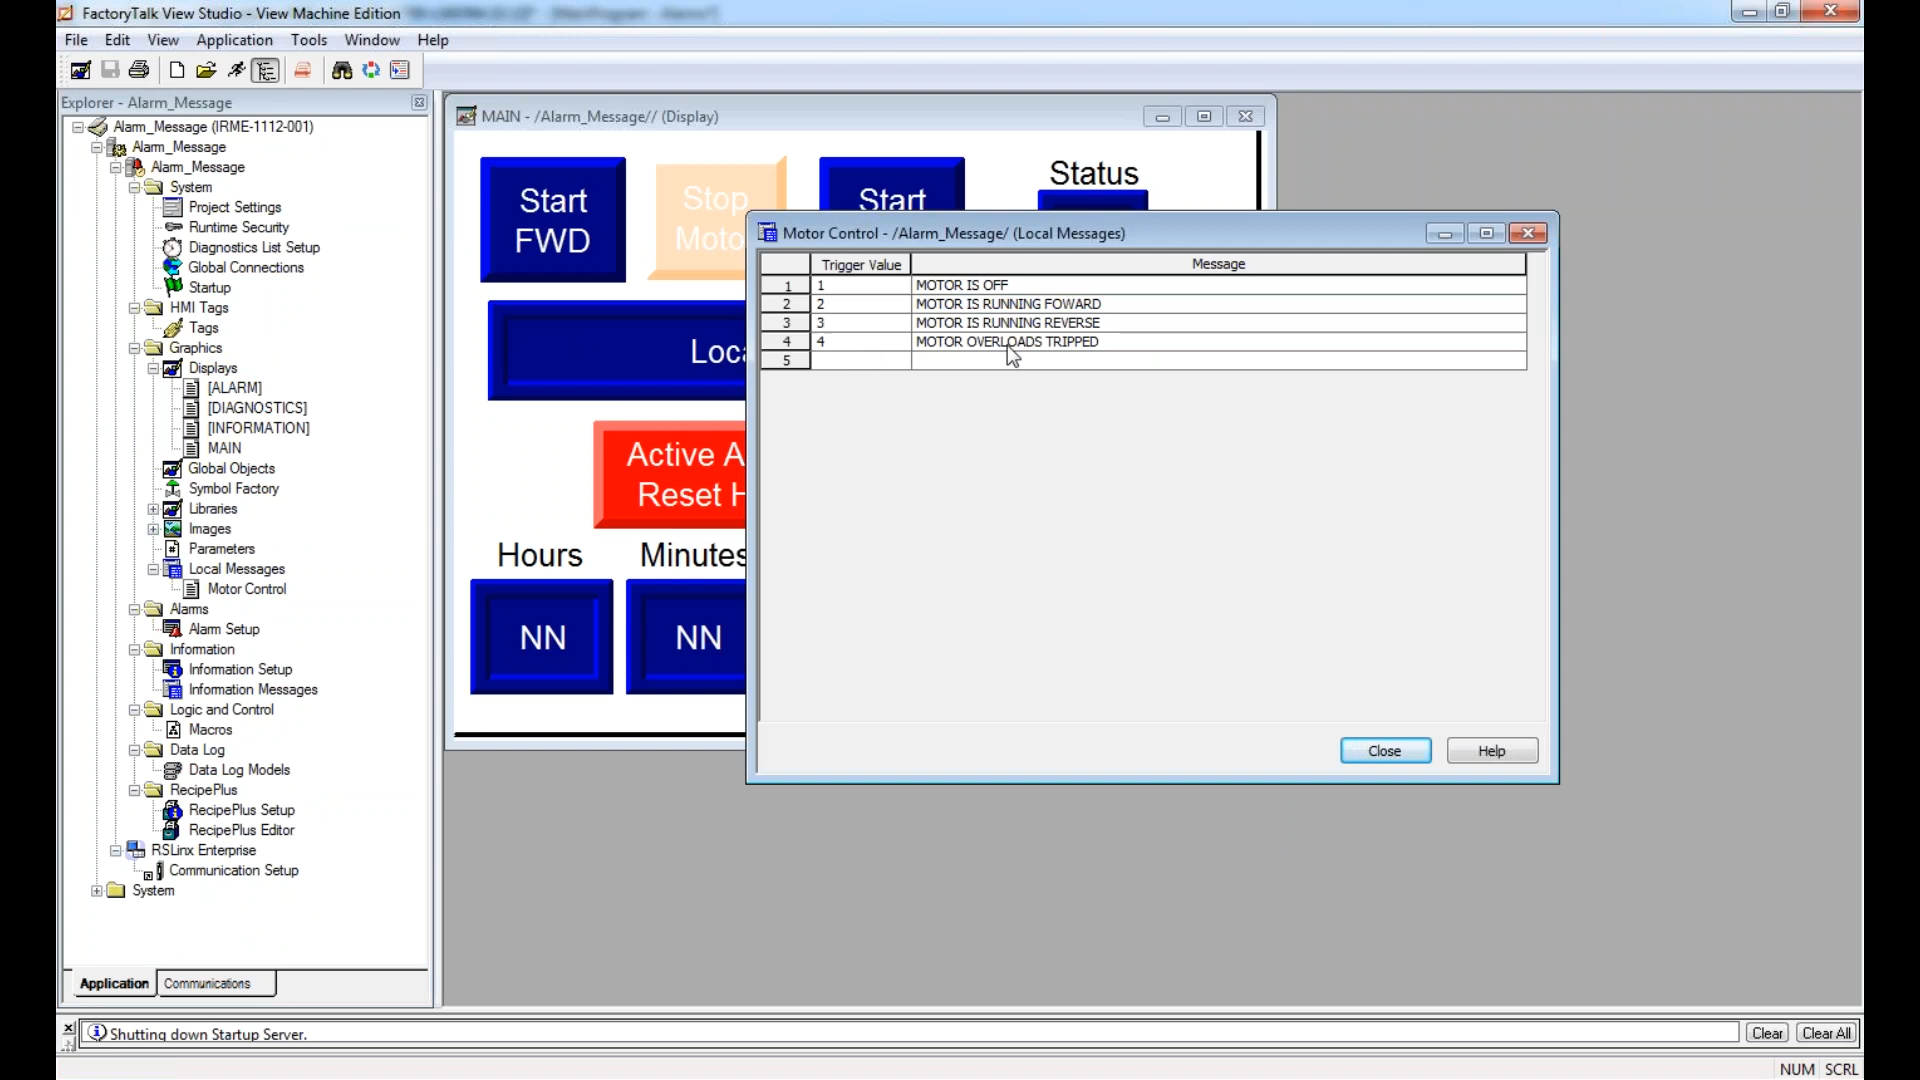 FactoryTalk View Studio - View Machine Edition
File Edit View Application Tools Window Help
Explorer - Alarm_Message
Alarm_Message (IRME-1112-001)
Alarm_Message
Alarm_Message
System
Project Settings
Runtime Security
Diagnostics List Setup
Global Connections
Startup
HMI Tags
Tags
Graphics
Displays
[ALARM]
[DIAGNOSTICS]
[INFORMATION]
MAIN
Global Objects
Symbol Factory
Libraries
Images
Parameters
Local Messages
Motor Control
Alarms
Alarm Setup
Information
Information Setup
Information Messages
Logic and Control
Macros
Data Log
Data Log Models
RecipePlus
RecipePlus Setup
RecipePlus Editor
RSLinx Enterprise
Communication Setup
System
Application Communications
MAIN - /Alarm_Message// (Display)
Start
FWD
Stop
Moto
Start
Status
Loca
Active A
Reset H
Hours Minutes
NN NN
Motor Control - /Alarm_Message/ (Local Messages)
Trigger Value Message
1 1 MOTOR IS OFF
2 2 MOTOR IS RUNNING FOWARD
3 3 MOTOR IS RUNNING REVERSE
4 4 MOTOR OVERLOADS TRIPPED
5
Close Help
Shutting down Startup Server.
Clear Clear All
NUM SCRL